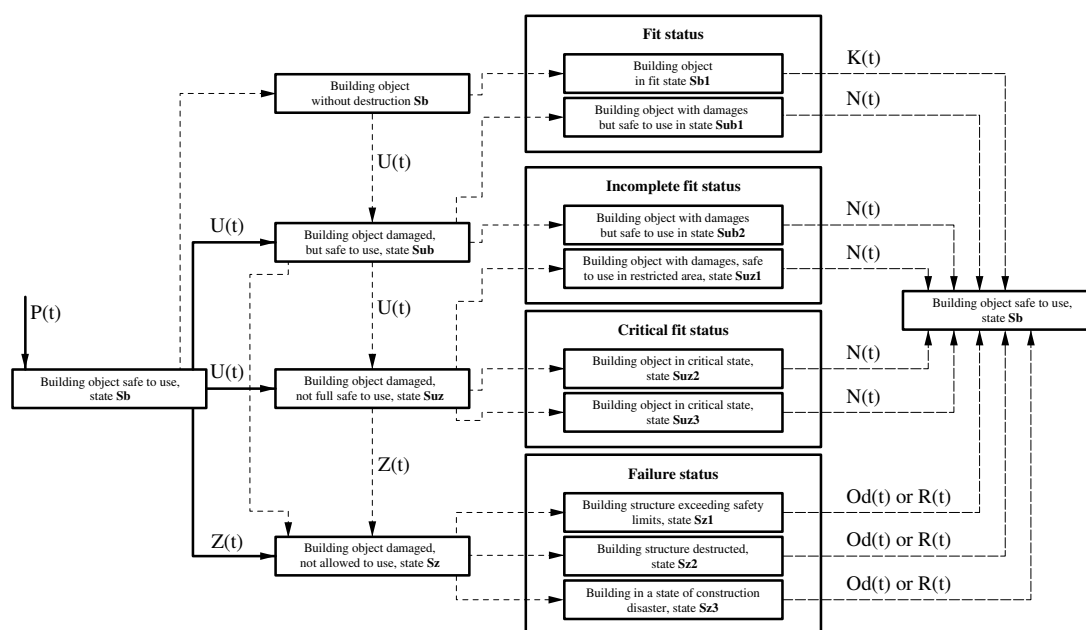 Fit status
Building object
in fit state Sb1
K(t)
Building object
without destruction Sb
Building object with damages
but safe to use in state Sub1
N(t)
U(t)
Incomplete fit status
Building object with damages
but safe to use in state Sub2
N(t)
U(t)
Building object damaged,
but safe to use, state Sub
Building object with damages, safe
to use in restricted area, state Suz1
N(t)
P(t)
U(t)
Building object safe to use,
state Sb
Critical fit status
Building object in critical state,
state Suz2
N(t)
Building object safe to use,
state Sb
U(t)
Building object damaged,
not full safe to use, state Suz
Building object in critical state,
state Suz3
N(t)
Z(t)
Failure status
Building structure exceeding safety
limits, state Sz1
Od(t) or R(t)
Z(t)
Building object damaged,
not allowed to use, state Sz
Building structure destructed,
state Sz2
Od(t) or R(t)
Building in a state of construction
disaster, state Sz3
Od(t) or R(t)